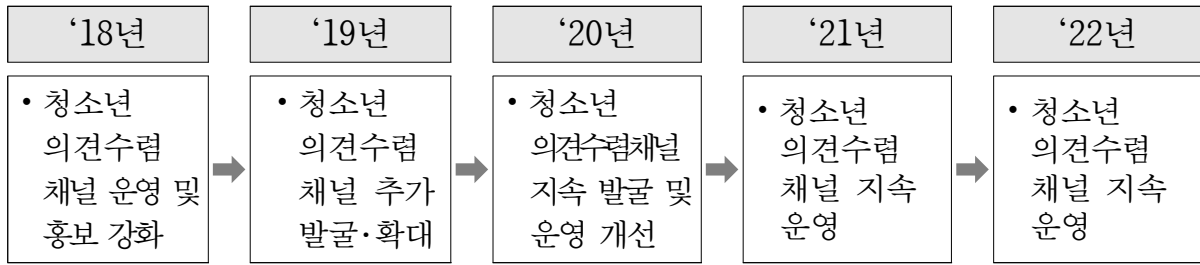 ‘18년
‘19년
‘20년
‘21년
‘22년
• 청소년
의견수렴
채널 운영 및
홍보 강화
• 청소년
의견수렴
채널 추가
발굴·확대
• 청소년
의견수렴채널
지속 발굴 및
운영 개선
• 청소년
의견수렴
채널 지속
운영
• 청소년
의견수렴
채널 지속
운영